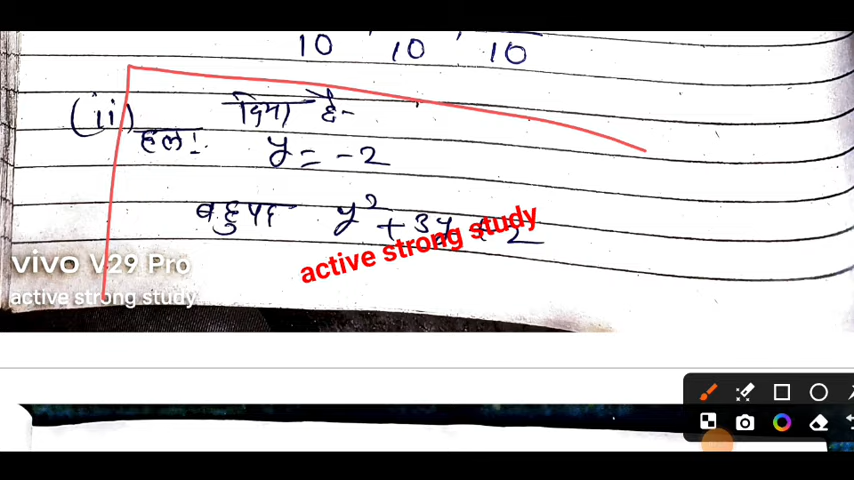 10 , 10 , 10
(ii) दिया है-
हल:. y = -2
बहुपद y² + 3y + 2
active strong study
vivo V29 Pro
active strong study